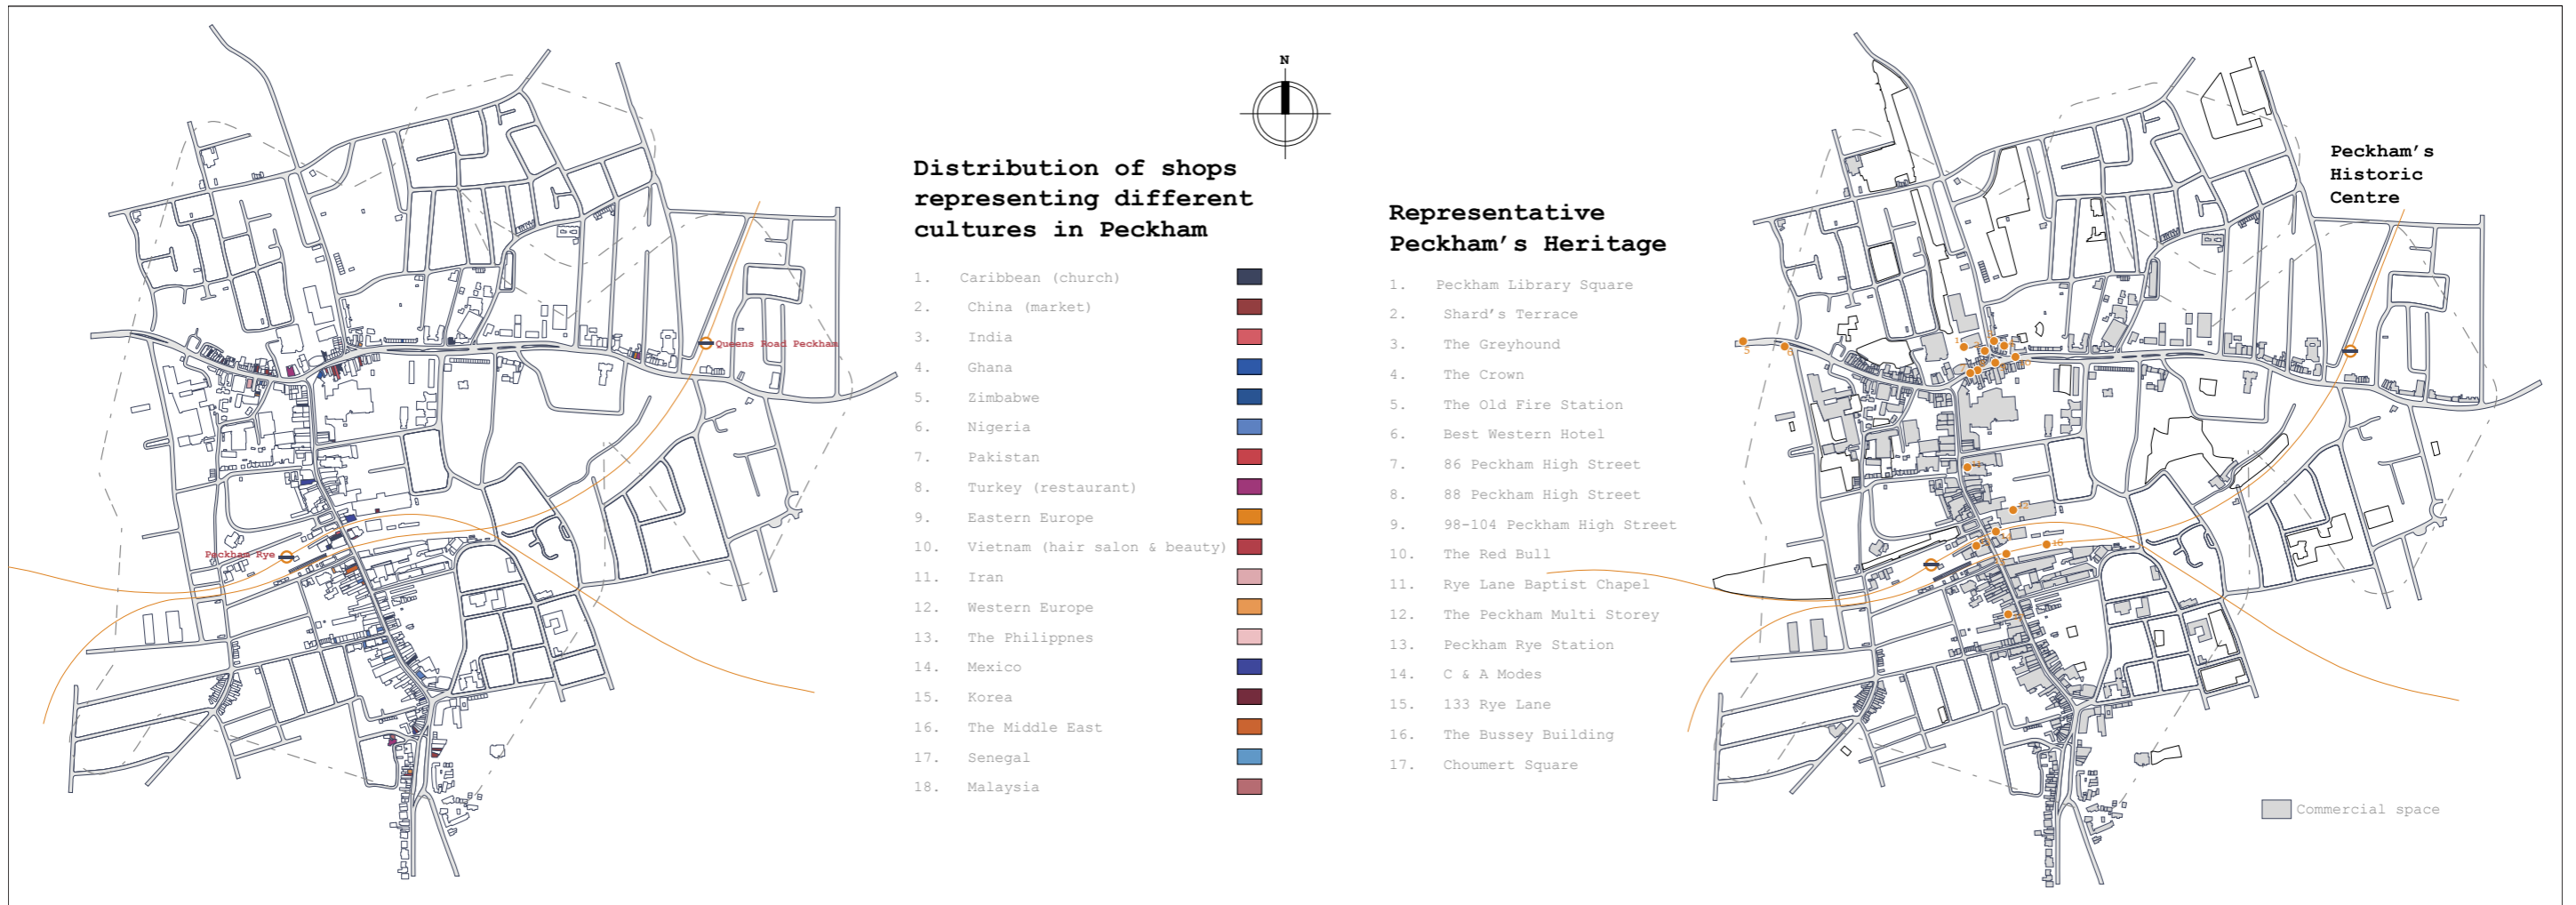 N
Distribution of shops
representing different
cultures in Peckham
1. Caribbean (church)
2. China (market)
3. India
4. Ghana
5. Zimbabwe
6. Nigeria
7. Pakistan
8. Turkey (restaurant)
9. Eastern Europe
10. Vietnam (hair salon & beauty)
11. Iran
12. Western Europe
13. The Philippnes
14. Mexico
15. Korea
16. The Middle East
17. Senegal
18. Malaysia
Queens Road Peckham
Peckham Rye
Representative
Peckham's Heritage
1. Peckham Library Square
2. Shard's Terrace
3. The Greyhound
4. The Crown
5. The Old Fire Station
6. Best Western Hotel
7. 86 Peckham High Street
8. 88 Peckham High Street
9. 98-104 Peckham High Street
10. The Red Bull
11. Rye Lane Baptist Chapel
12. The Peckham Multi Storey
13. Peckham Rye Station
14. C & A Modes
15. 133 Rye Lane
16. The Bussey Building
17. Choumert Square
Peckham's
Historic
Centre
5
6
1
12
16
Commercial space